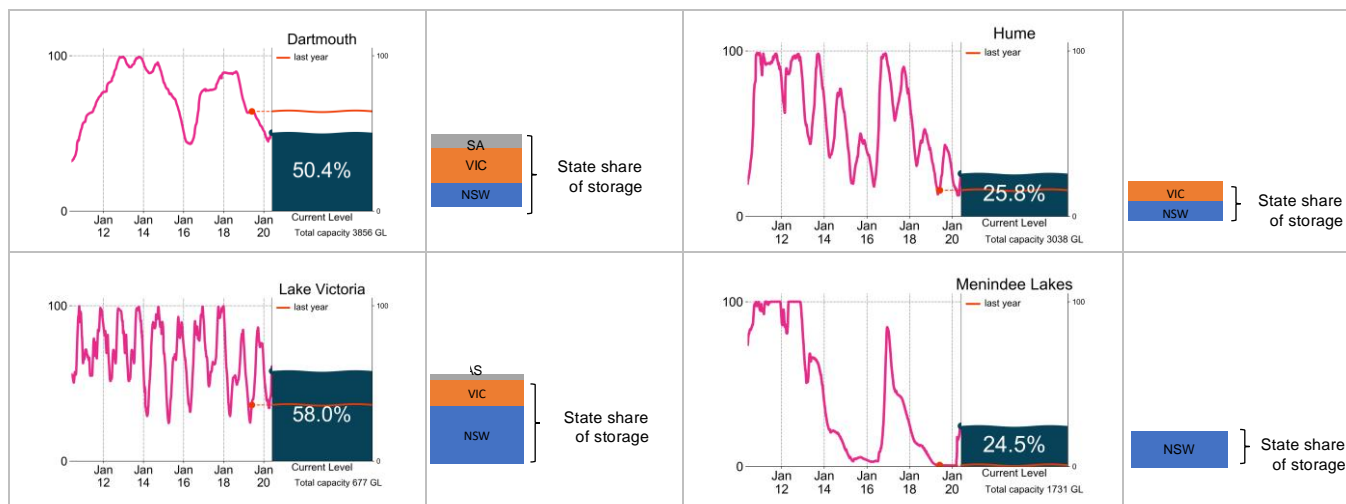 Dartmouth
last year
100
100
50.4%
0
0
Current Level
Total capacity 3856 GL
Jan Jan Jan Jan Jan
12 14 16 18 20
SA
VIC
NSW
State share
of storage
Hume
last year
100
100
25.8%
0
0
Current Level
Total capacity 3038 GL
Jan Jan Jan Jan Jan
12 14 16 18 20
VIC
NSW
State share
of storage
Lake Victoria
last year
100
100
58.0%
0
0
Current Level
Total capacity 677 GL
Jan Jan Jan Jan Jan
12 14 16 18 20
VIC
NSW
State share
of storage
Menindee Lakes
last year
100
100
24.5%
0
0
Current Level
Total capacity 1731 GL
Jan Jan Jan Jan Jan
12 14 16 18 20
NSW
State share
of storage